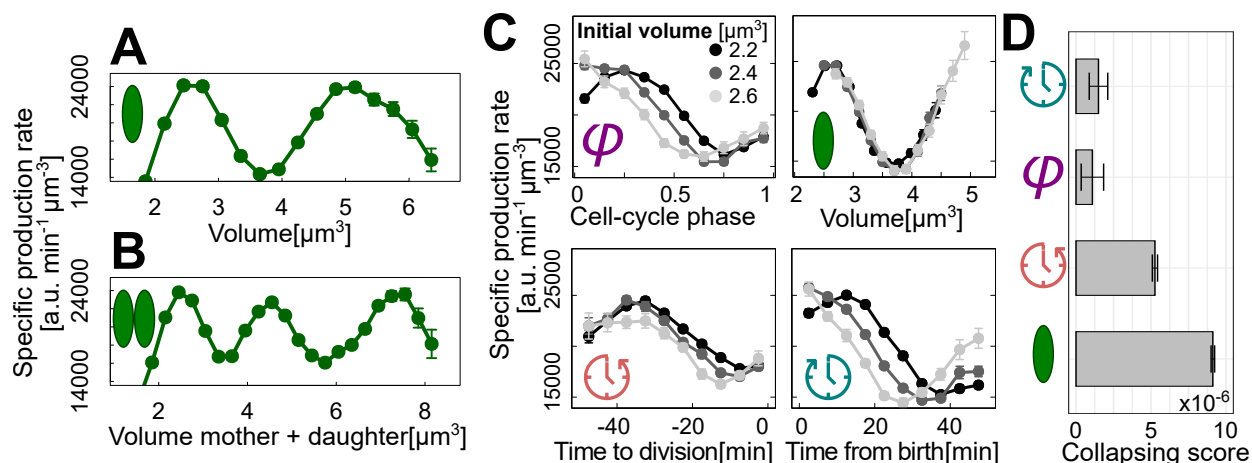 A
Specific production rate
[a.u. min-1 µm-3]
24000
14000
2
3
4
5
6
Volume[µm3]
B
24000
14000
2
4
6
8
Volume mother + daughter[µm3]
C
Specific production rate
[a.u. min-1 µm-3]
Initial volume [µm3]
2.2
2.4
2.6
25000
15000
φ
0
0.5
1
Cell-cycle phase
2
3
4
5
Volume[µm3]
25000
15000
-40
-20
0
Time to division[min]
0
20
40
Time from birth[min]
D
φ
x10-6
0
5
10
Collapsing score